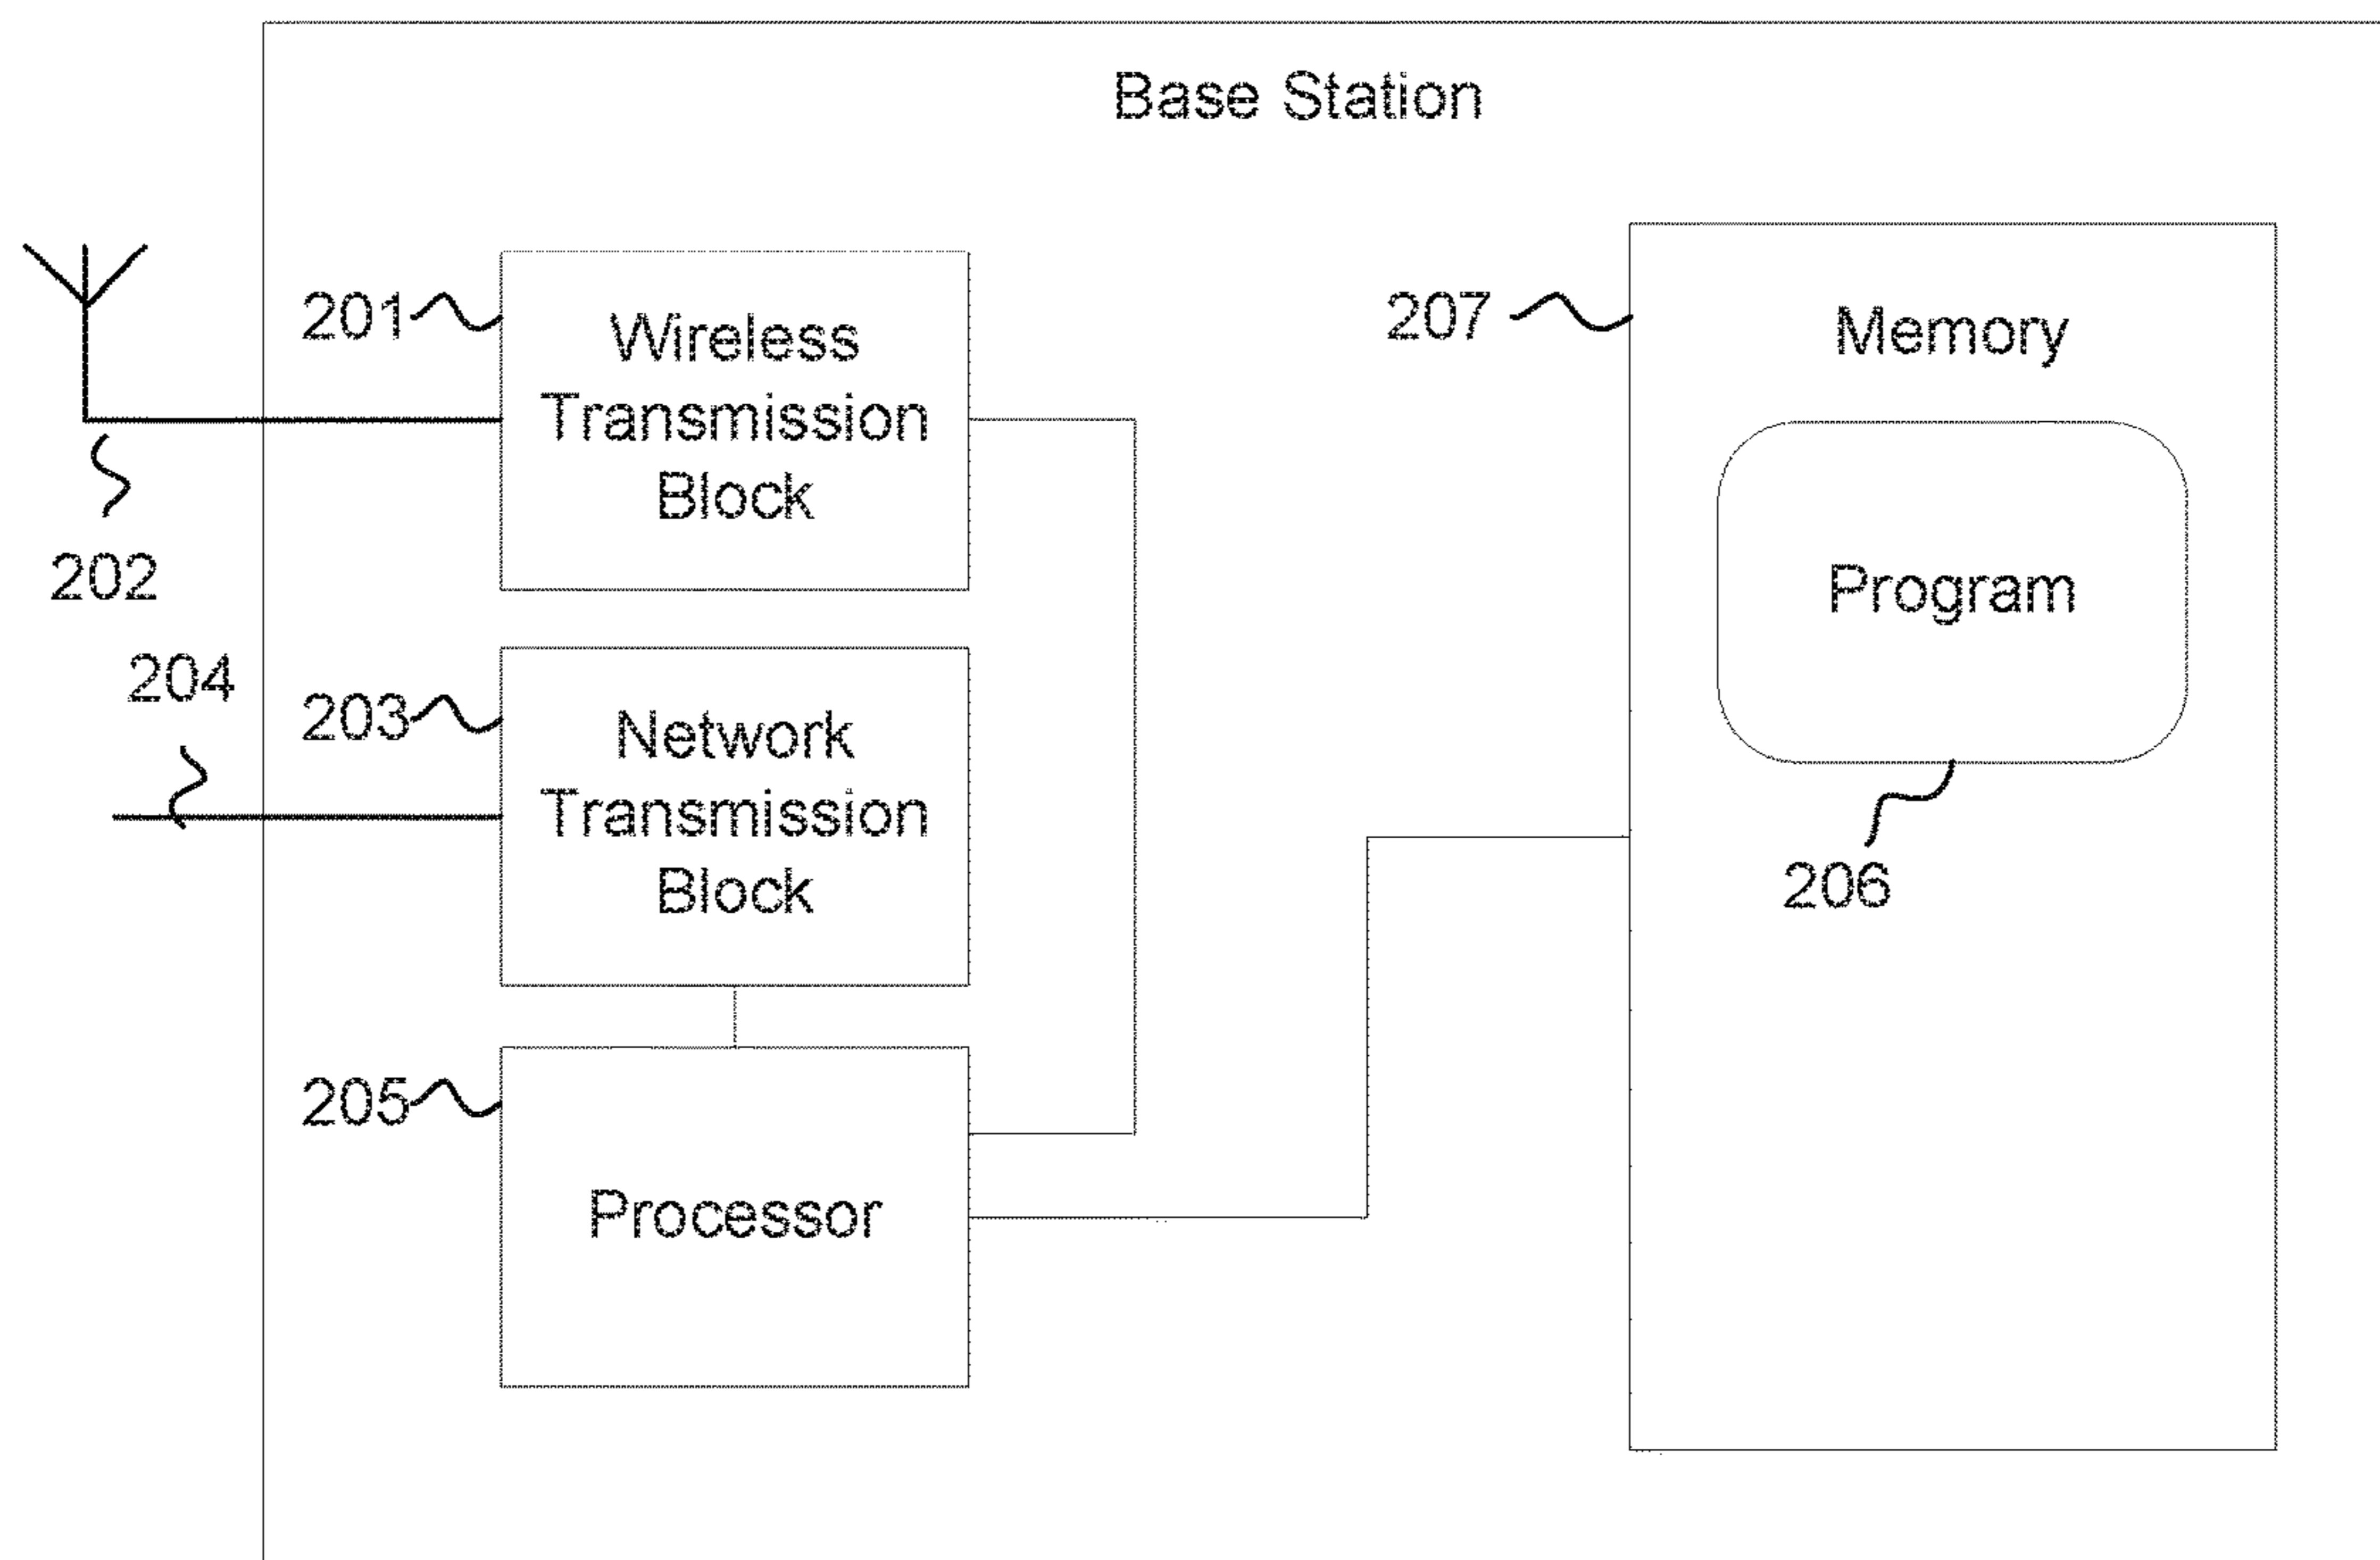 Base Station
201
Wireless
Transmission
Block
202
204
203
Network
Transmission
Block
205
Processor
207
Memory
Program
206